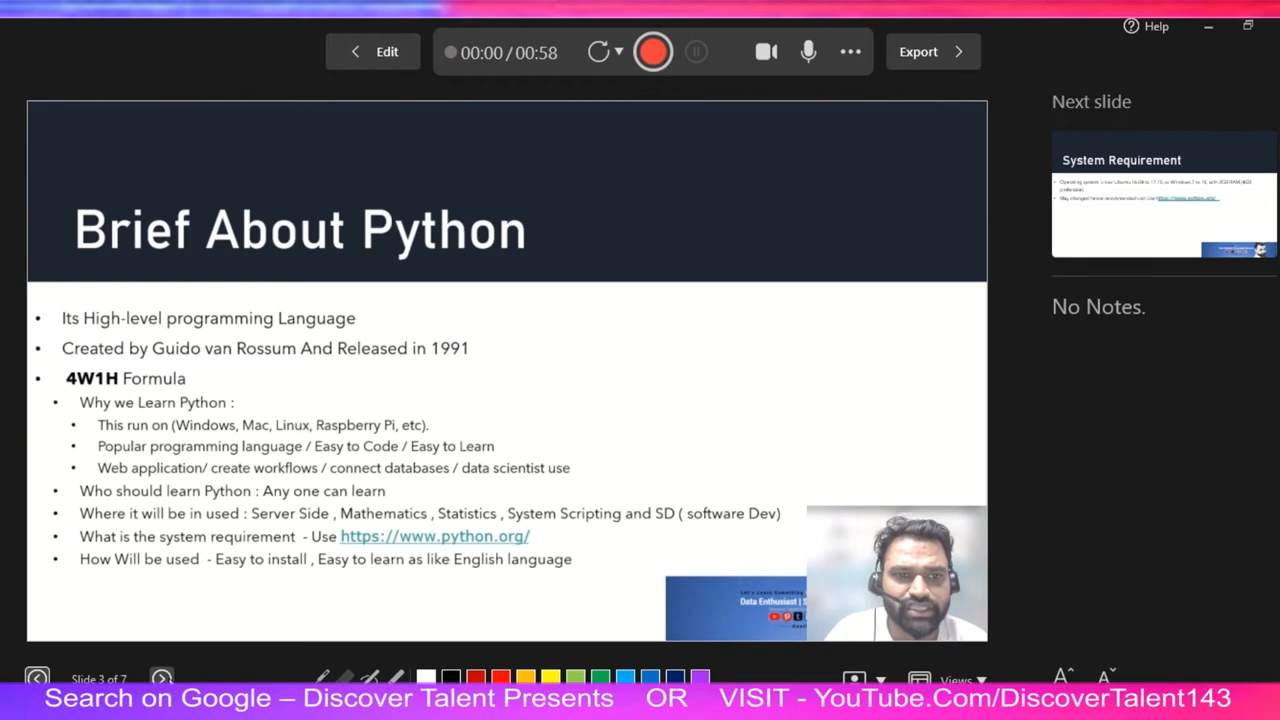 Help
Edit
00:00 / 00:58
Export
Next slide
System Requirement
No Notes.
Brief About Python
• Its High-level programming Language
• Created by Guido van Rossum And Released in 1991
• 4W1H Formula
• Why we Learn Python :
• This run on (Windows, Mac, Linux, Raspberry Pi, etc).
• Popular programming language / Easy to Code / Easy to Learn
• Web application/ create workflows / connect databases / data scientist use
• Who should learn Python : Any one can learn
• Where it will be in used : Server Side , Mathematics , Statistics , System Scripting and SD ( software Dev)
• What is the system requirement - Use https://www.python.org/
• How Will be used - Easy to install , Easy to learn as like English language
Let's Learn Something
Data Enthusiast | S
Slide 3 of 7
Views
Search on Google – Discover Talent Presents OR VISIT - YouTube.Com/DiscoverTalent143